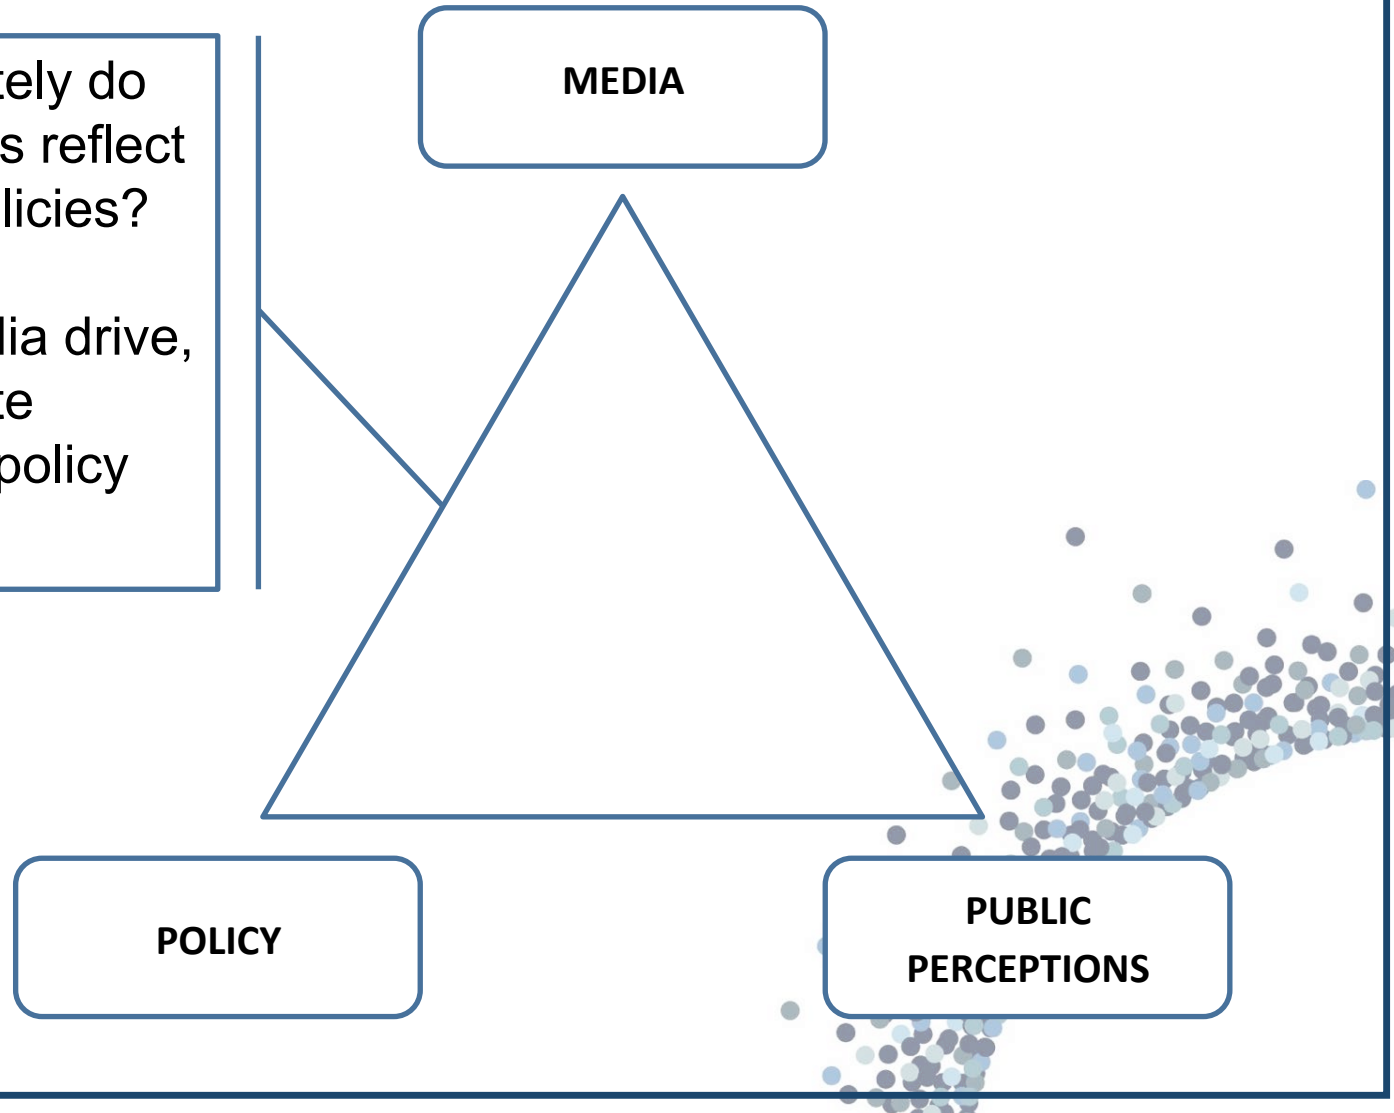 tely do
s reflect
licies?
lia drive,
te
policy
MEDIA
POLICY
PUBLIC
PERCEPTIONS